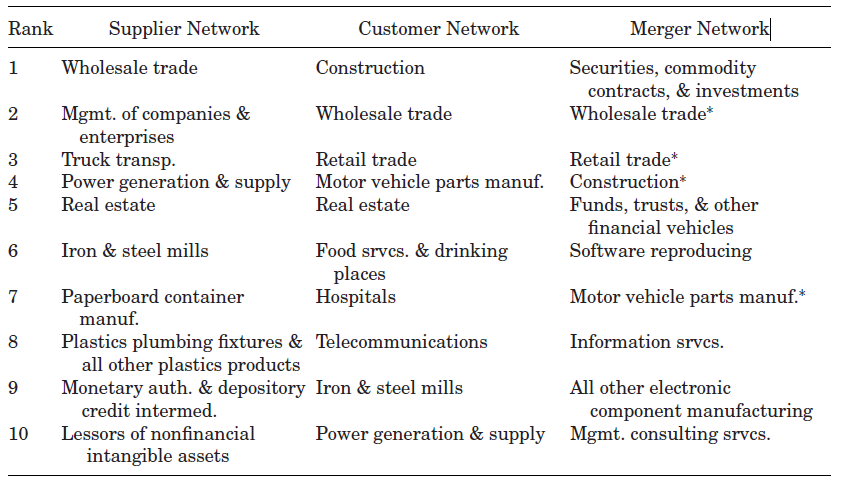 Rank Supplier Network Customer Network Merger Network
1 Wholesale trade Construction Securities, commodity
contracts, & investments
2 Mgmt. of companies & Wholesale trade Wholesale trade*
enterprises
3 Truck transp. Retail trade Retail trade*
4 Power generation & supply Motor vehicle parts manuf. Construction*
5 Real estate Real estate Funds, trusts, & other
financial vehicles
6 Iron & steel mills Food srvcs. & drinking Software reproducing
places
7 Paperboard container Hospitals Motor vehicle parts manuf.*
manuf.
8 Plastics plumbing fixtures & Telecommunications Information srvcs.
all other plastics products
9 Monetary auth. & depository Iron & steel mills All other electronic
credit intermed. component manufacturing
10 Lessors of nonfinancial Power generation & supply Mgmt. consulting srvcs.
intangible assets